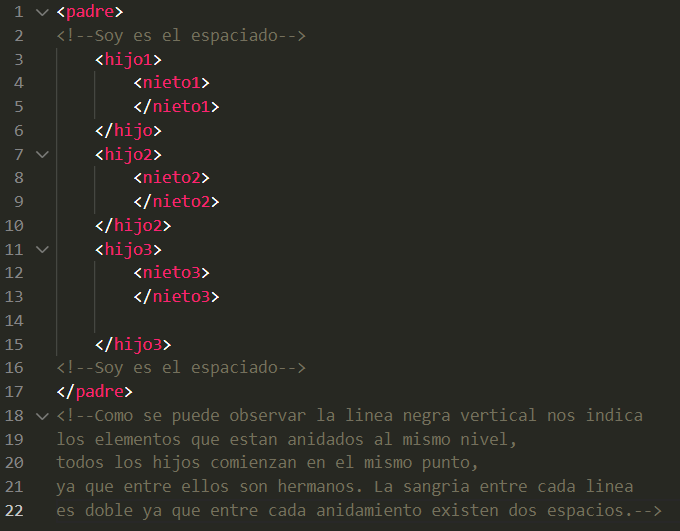 1 <padre>
2 <!--Soy es el espaciado-->
3 <hijo1>
4 <nieto1>
5 </nieto1>
6 </hijo>
7 <hijo2>
8 <nieto2>
9 </nieto2>
10 </hijo2>
11 <hijo3>
12 <nieto3>
13 </nieto3>
14
15 </hijo3>
16 <!--Soy es el espaciado-->
17 </padre>
18 <!--Como se puede observar la linea negra vertical nos indica
19 los elementos que estan anidados al mismo nivel,
20 todos los hijos comienzan en el mismo punto,
21 ya que entre ellos son hermanos. La sangria entre cada linea
22 es doble ya que entre cada anidamiento existen dos espacios.-->